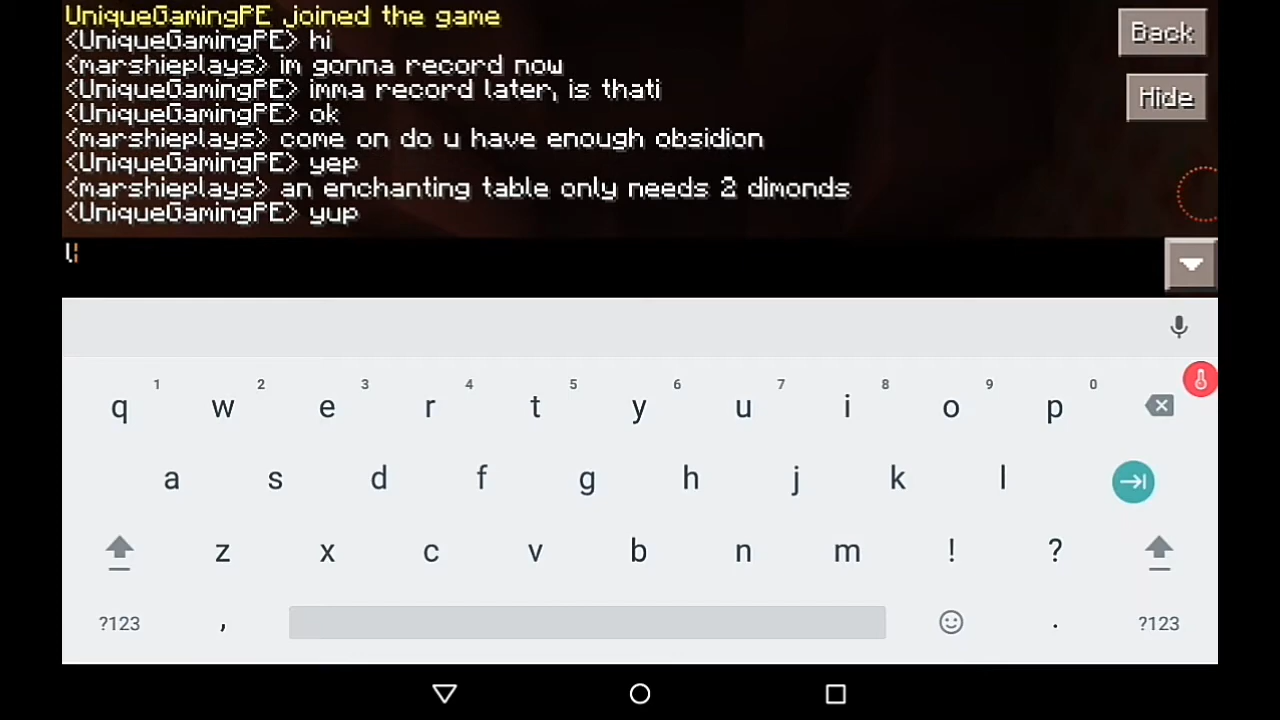 UniqueGamingPE joined the game
<UniqueGamingPE> hi
<marshieplays> im gonna record now
<UniqueGamingPE> imma record later, is thati
<UniqueGamingPE> ok
<marshieplays> come on do u have enough obsidion
<UniqueGamingPE> yep
<marshieplays> an enchanting table only needs 2 dimonds
<UniqueGamingPE> yup
Back
Hide
l
1 2 3 4 5 6 7 8 9 0
q w e r t y u i o p
a s d f g h j k l
z x c v b n m ! ?
?123 , . ?123